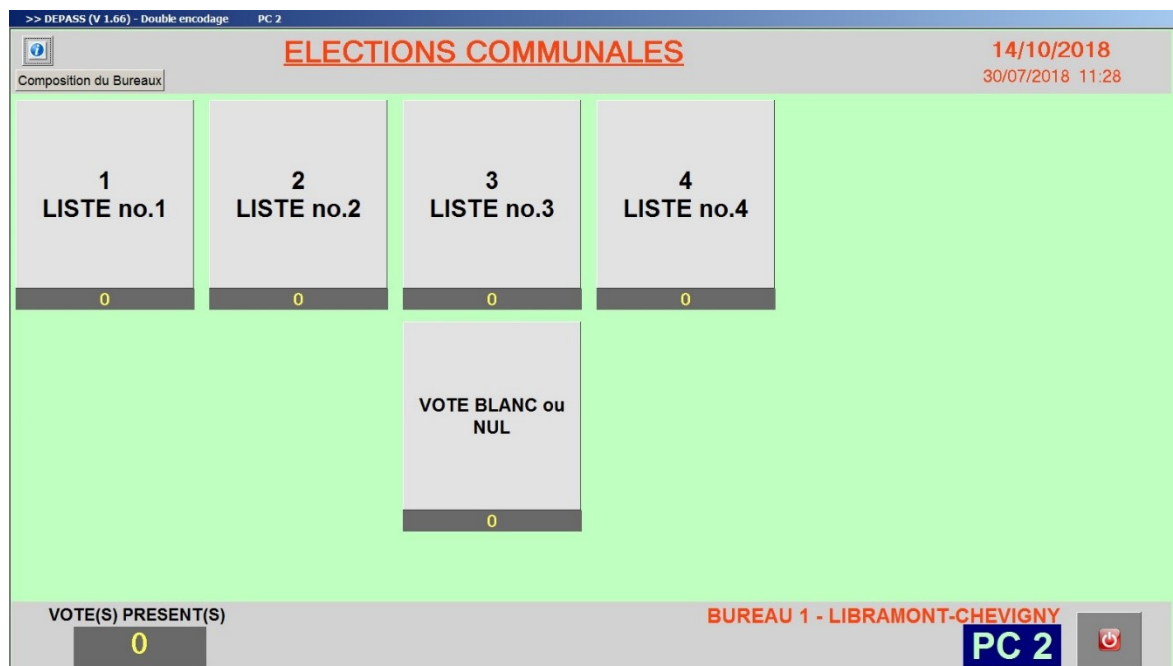 >> DEPASS (V 1.66) - Double encodage PC 2
ELECTIONS COMMUNALES
14/10/2018
30/07/2018 11:28
Composition du Bureaux
1
LISTE no.1
0
2
LISTE no.2
0
3
LISTE no.3
0
4
LISTE no.4
0
VOTE BLANC ou
NUL
0
VOTE(S) PRESENT(S)
0
BUREAU 1 - LIBRAMONT-CHEVIGNY
PC 2